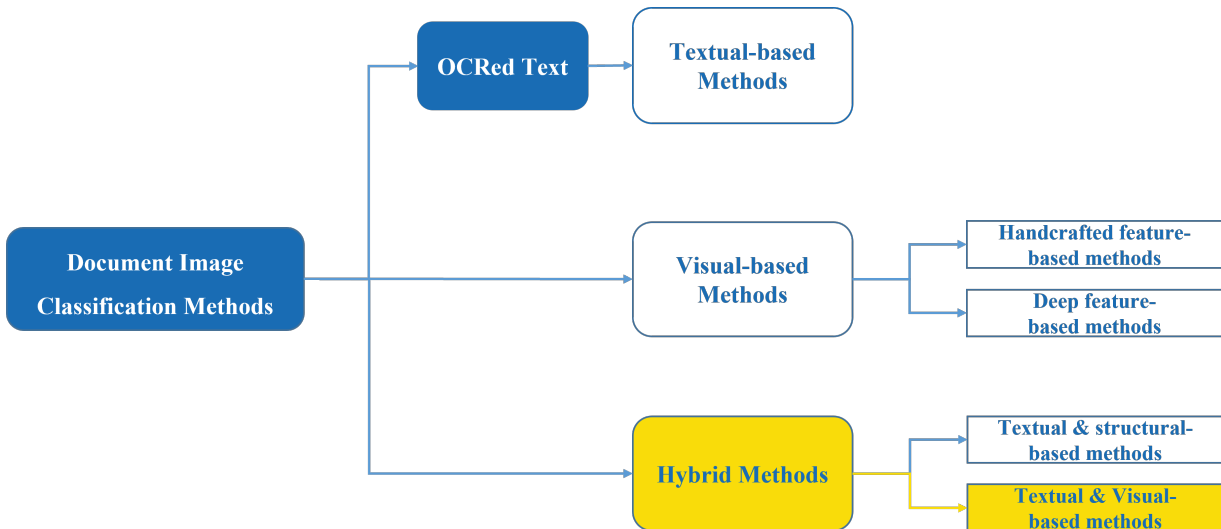 OCRed Text
Textual-based
Methods
Document Image
Classification Methods
Visual-based
Methods
Handcrafted feature-
based methods
Deep feature-
based methods
Hybrid Methods
Textual & structural-
based methods
Textual & Visual-
based methods